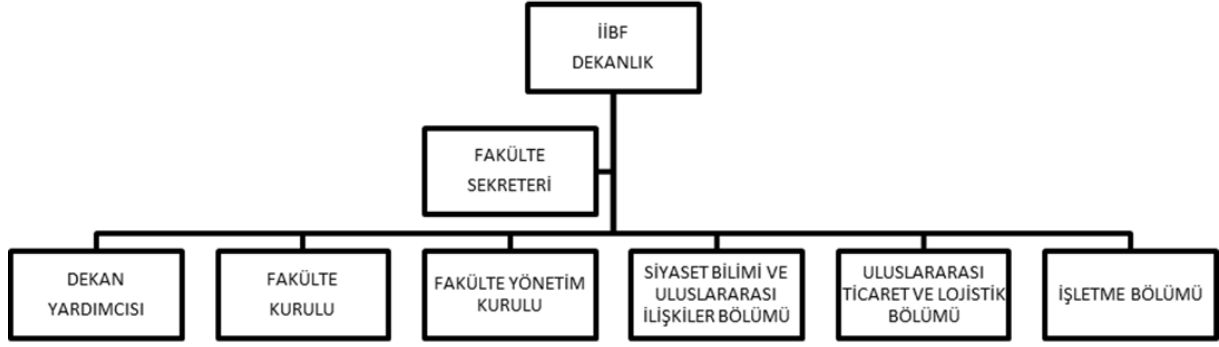 İİBF
DEKANLIK
FAKÜLTE
SEKRETERİ
DEKAN
YARDIMCISI
FAKÜLTE
KURULU
FAKÜLTE YÖNETİM
KURULU
SİYASET BİLİMİ VE
ULUSLARARASI
İLİŞKİLER BÖLÜMÜ
ULUSLARARASI
TİCARET VE LOJİSTİK
BÖLÜMÜ
İŞLETME BÖLÜMÜ